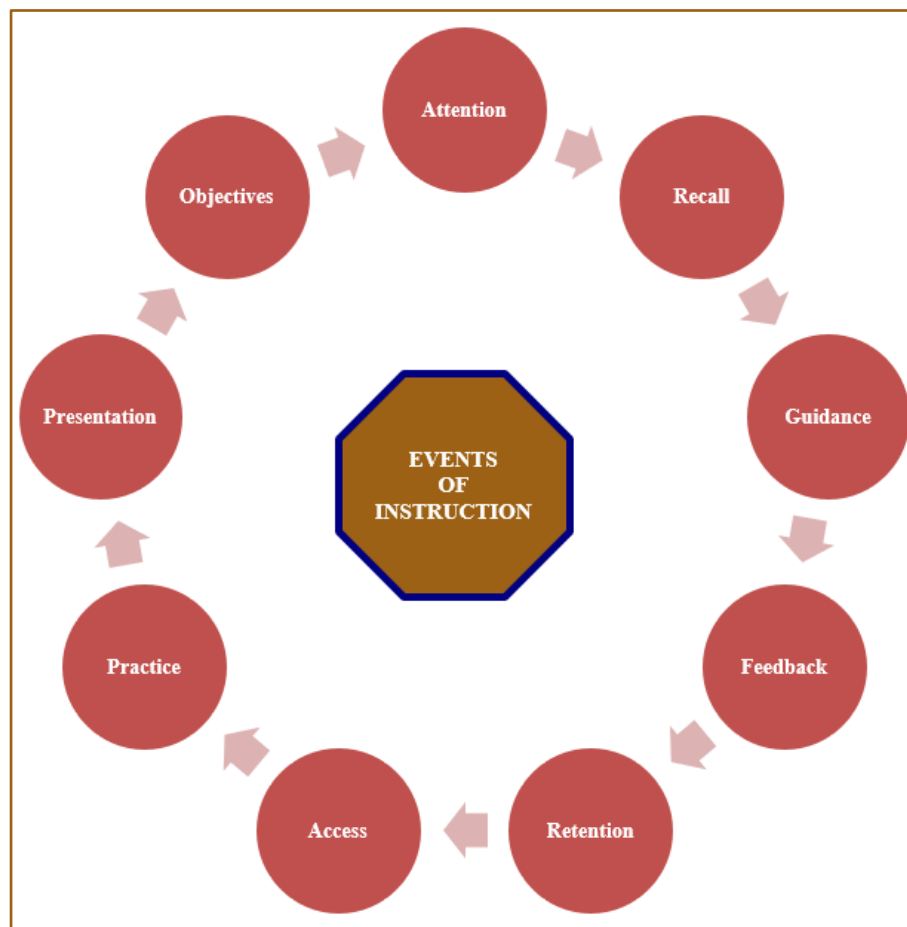 Attention
Recall
Guidance
Feedback
Retention
Access
Practice
Presentation
Objectives
EVENTS
OF
INSTRUCTION